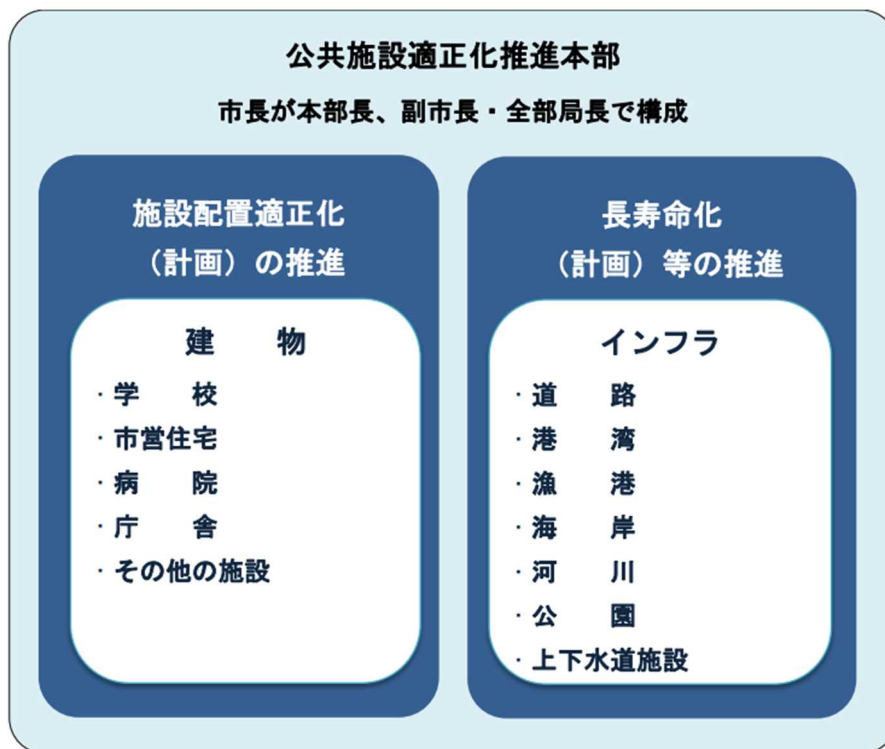 公共施設適正化推進本部
市長が本部長、副市長・全部局長で構成
施設配置適正化
（計画）の推進
建　　物
・学　　校
・市営住宅
・病　　院
・庁　　舎
・その他の施設
長寿命化
（計画）等の推進
インフラ
・道　　路
・港　　湾
・漁　　港
・海　　岸
・河　　川
・公　　園
・上下水道施設